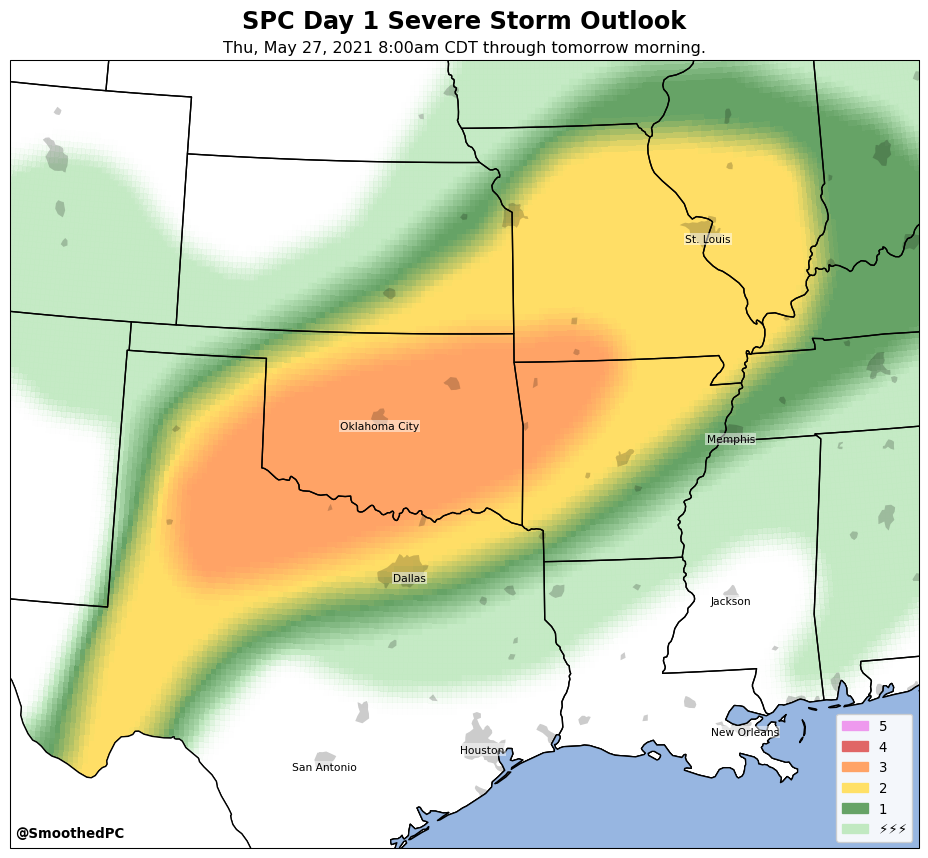 SPC Day 1 Severe Storm Outlook
Thu, May 27, 2021 8:00am CDT through tomorrow morning.
St. Louis
Oklahoma City
Memphis
Dallas
Jackson
New Orleans
Houston
San Antonio
5
4
3
2
1
⚡⚡⚡
@SmoothedPC